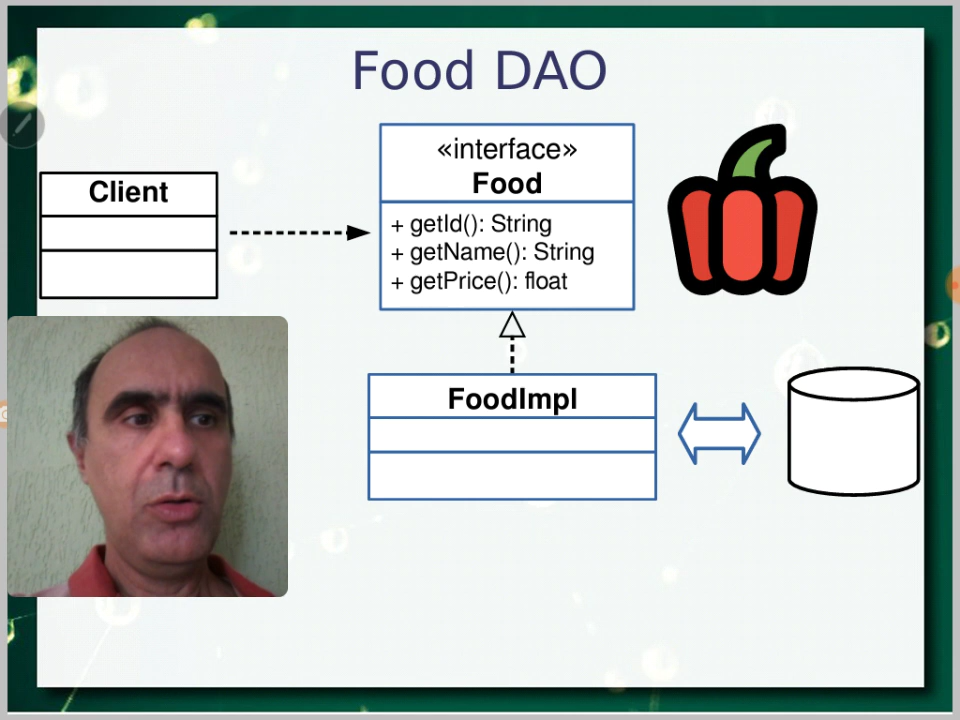 Food DAO
Client
«interface»
Food
+ getId(): String
+ getName(): String
+ getPrice(): float
FoodImpl